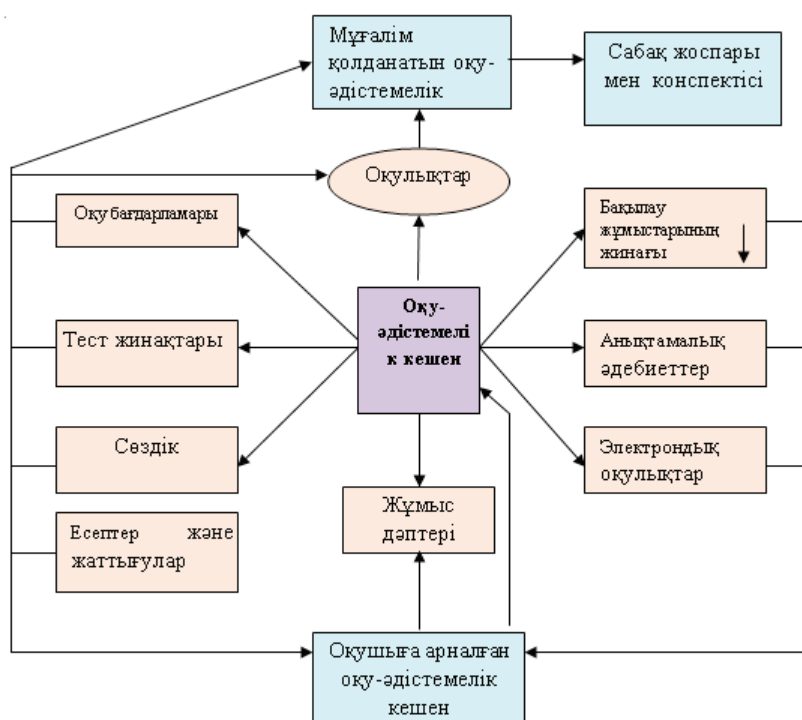 Мұғалім
қолданатын оқу-
әдістемелік
Сабақ жоспары
мен конспектісі
Оқулықтар
Оқу бағдарламары
Бақылау
жұмыстарының
жинағы
Оқу-
әдістемелі
к кешен
Тест жинақтары
Анықтамалық
әдебиеттер
Сөздік
Электрондық
оқулықтар
Жұмыс
дәптері
Есептер және
жаттығулар
Оқушыға арналған
оқу-әдістемелік
кешен